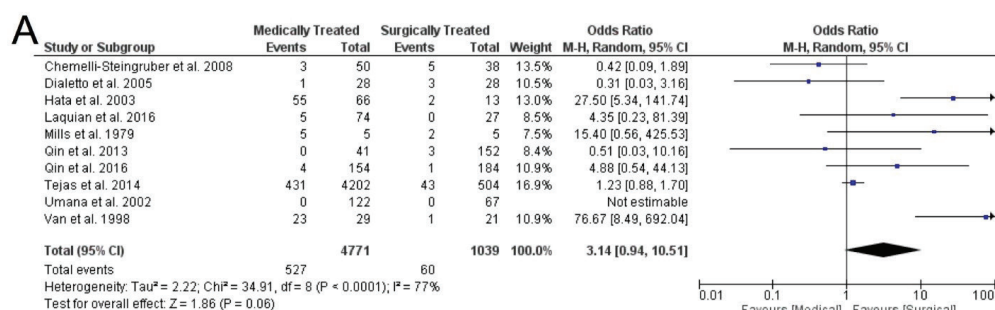 A
Medically Treated Surgically Treated Odds Ratio Odds Ratio
Study or Subgroup Events Total Events Total Weight M-H, Random, 95% CI M-H, Random, 95% CI
Chemelli-Steingruber et al. 2008 3 50 5 38 13.5% 0.42 [0.09, 1.89]
Dialetto et al. 2005 1 28 3 28 10.5% 0.31 [0.03, 3.16]
Hata et al. 2003 55 66 2 13 13.0% 27.50 [5.34, 141.74]
Laquian et al. 2016 5 74 0 27 8.5% 4.35 [0.23, 81.39]
Mills et al. 1979 5 5 2 5 7.5% 15.40 [0.56, 425.53]
Qin et al. 2013 0 41 3 152 8.4% 0.51 [0.03, 10.16]
Qin et al. 2016 4 154 1 184 10.9% 4.88 [0.54, 44.13]
Tejas et al. 2014 431 4202 43 504 16.9% 1.23 [0.88, 1.70]
Umana et al. 2002 0 122 0 67 Not estimable
Van et al. 1998 23 29 1 21 10.9% 76.67 [8.49, 692.04]
Total (95% CI) 4771 1039 100.0% 3.14 [0.94, 10.51]
Total events 527 60
Heterogeneity: Tau² = 2.22; Chi² = 34.91, df = 8 (P < 0.0001); I² = 77%
Test for overall effect: Z = 1.86 (P = 0.06)
0.01 0.1 1 10 100
Favours [Medical] Favours [Surgical]